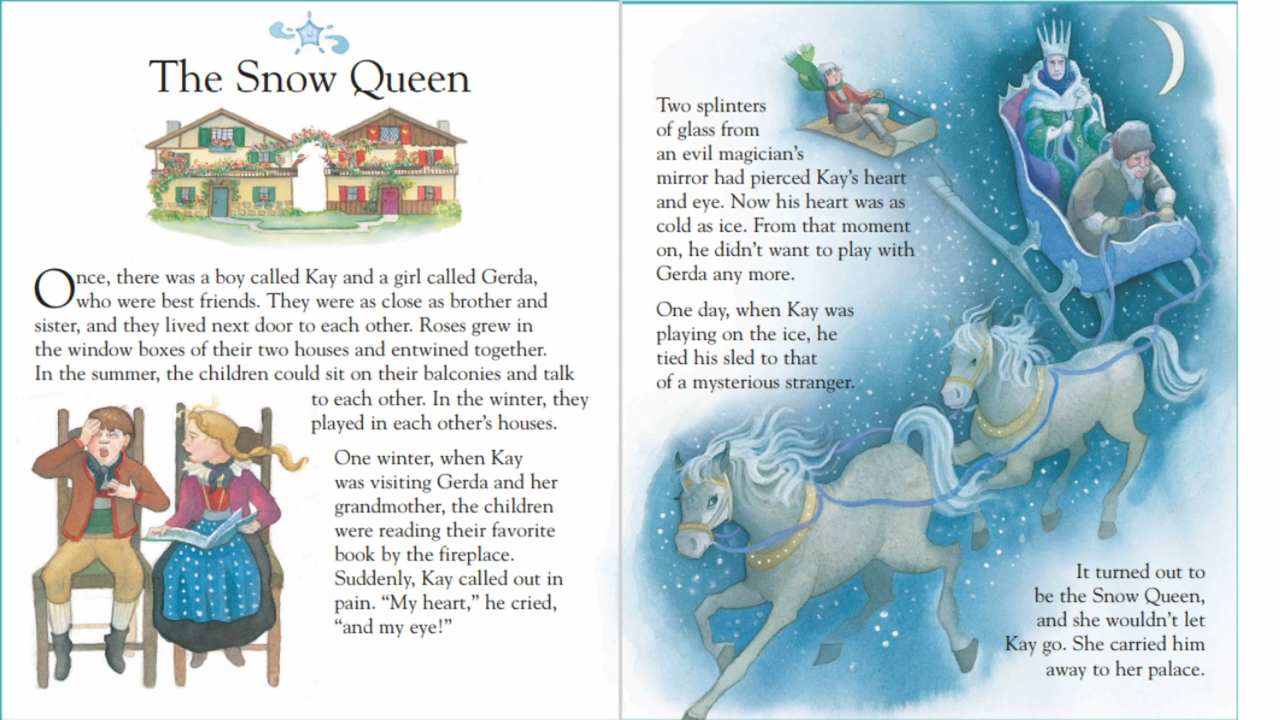 The Snow Queen
Once, there was a boy called Kay and a girl called Gerda,
who were best friends. They were as close as brother and
sister, and they lived next door to each other. Roses grew in
the window boxes of their two houses and entwined together.
In the summer, the children could sit on their balconies and talk
to each other. In the winter, they
played in each other's houses.
One winter, when Kay
was visiting Gerda and her
grandmother, the children
were reading their favorite
book by the fireplace.
Suddenly, Kay called out in
pain. “My heart,” he cried,
“and my eye!”
Two splinters
of glass from
an evil magician's
mirror had pierced Kay's heart
and eye. Now his heart was as
cold as ice. From that moment
on, he didn't want to play with
Gerda any more.
One day, when Kay was
playing on the ice, he
tied his sled to that
of a mysterious stranger.
It turned out to
be the Snow Queen,
and she wouldn't let
Kay go. She carried him
away to her palace.